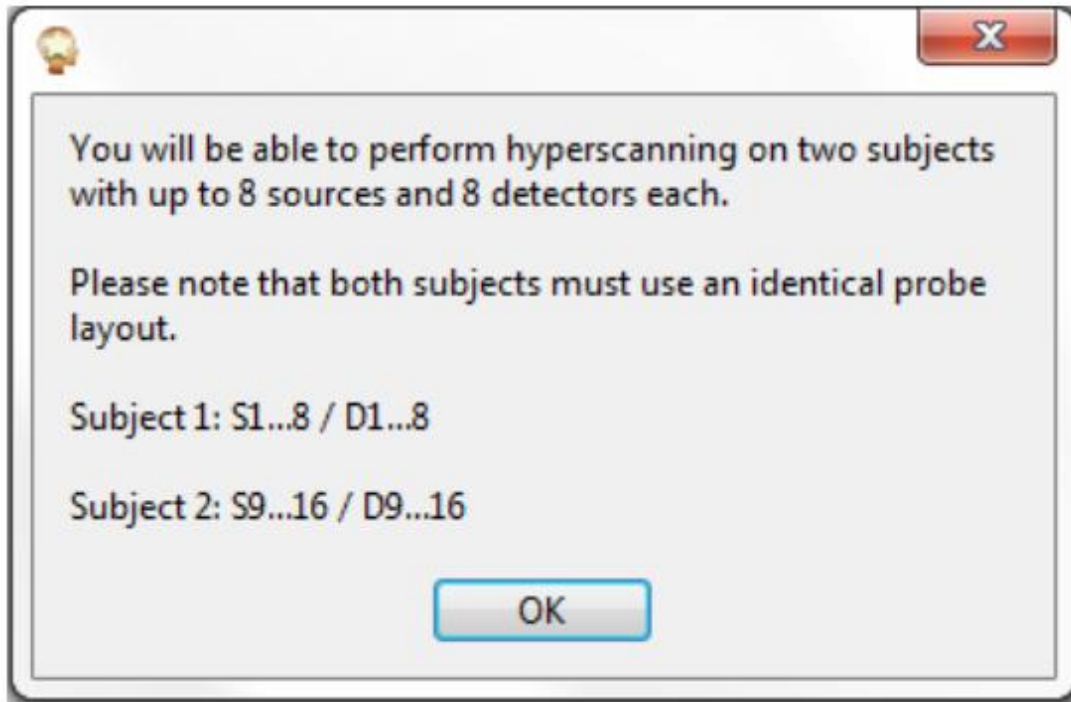 You will be able to perform hyperscanning on two subjects
with up to 8 sources and 8 detectors each.
Please note that both subjects must use an identical probe
layout.
Subject 1: S1...8 / D1...8
Subject 2: S9...16 / D9...16
OK